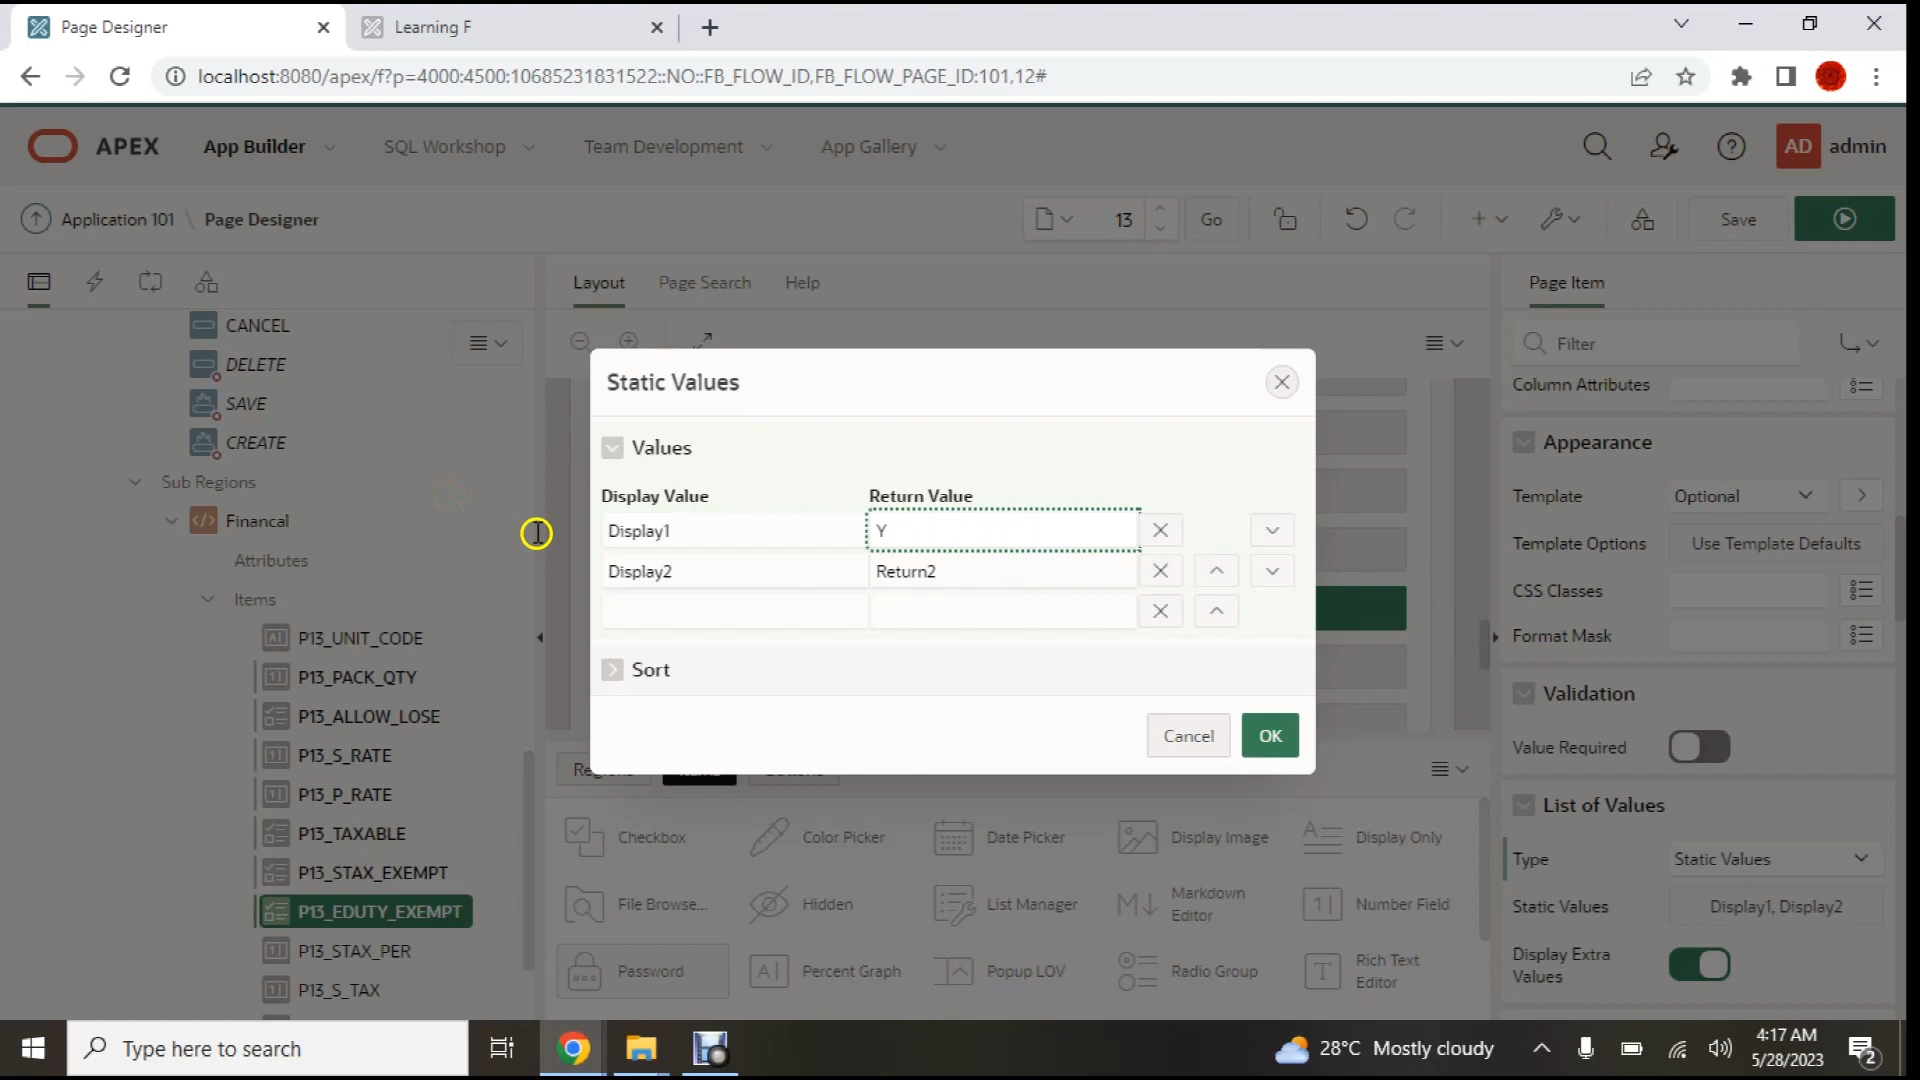 Page Designer
Learning F
localhost:8080/apex/f?p=4000:4500:10685231831522::NO::FB_FLOW_ID,FB_FLOW_PAGE_ID:101,12#
APEX
App Builder
SQL Workshop
Team Development
App Gallery
AD
admin
Application 101 \ Page Designer
13
Go
Save
Layout
Page Search
Help
Page Item
CANCEL
DELETE
SAVE
CREATE
Sub Regions
Financal
Attributes
Items
P13_UNIT_CODE
P13_PACK_QTY
P13_ALLOW_LOSE
P13_S_RATE
P13_P_RATE
P13_TAXABLE
P13_STAX_EXEMPT
P13_EDUTY_EXEMPT
P13_STAX_PER
P13_S_TAX
Static Values
Values
Display Value
Return Value
Display1
Y
Display2
Return2
Sort
Cancel
OK
Checkbox
Color Picker
Date Picker
Display Image
Display Only
File Browse...
Hidden
List Manager
Markdown
Editor
Number Field
Password
Percent Graph
Popup LOV
Radio Group
Rich Text
Editor
Filter
Column Attributes
Appearance
Template
Optional
Template Options
Use Template Defaults
CSS Classes
Format Mask
Validation
Value Required
List of Values
Type
Static Values
Static Values
Display1, Display2
Display Extra
Values
Type here to search
28°C Mostly cloudy
4:17 AM
5/28/2023
2